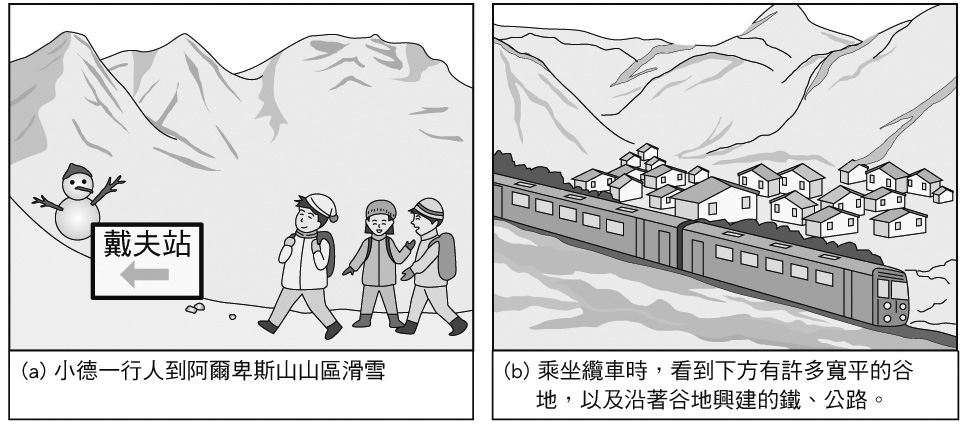 戴夫站
(a) 小德一行人到阿爾卑斯山山區滑雪
(b) 乘坐纜車時，看到下方有許多寬平的谷
地，以及沿著谷地興建的鐵、公路。